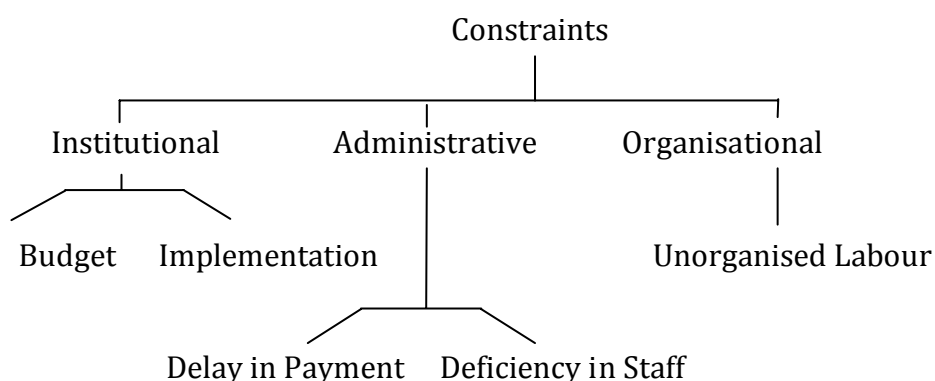 Constraints
Institutional Administrative Organisational
Budget Implementation Unorganised Labour
Delay in Payment Deficiency in Staff